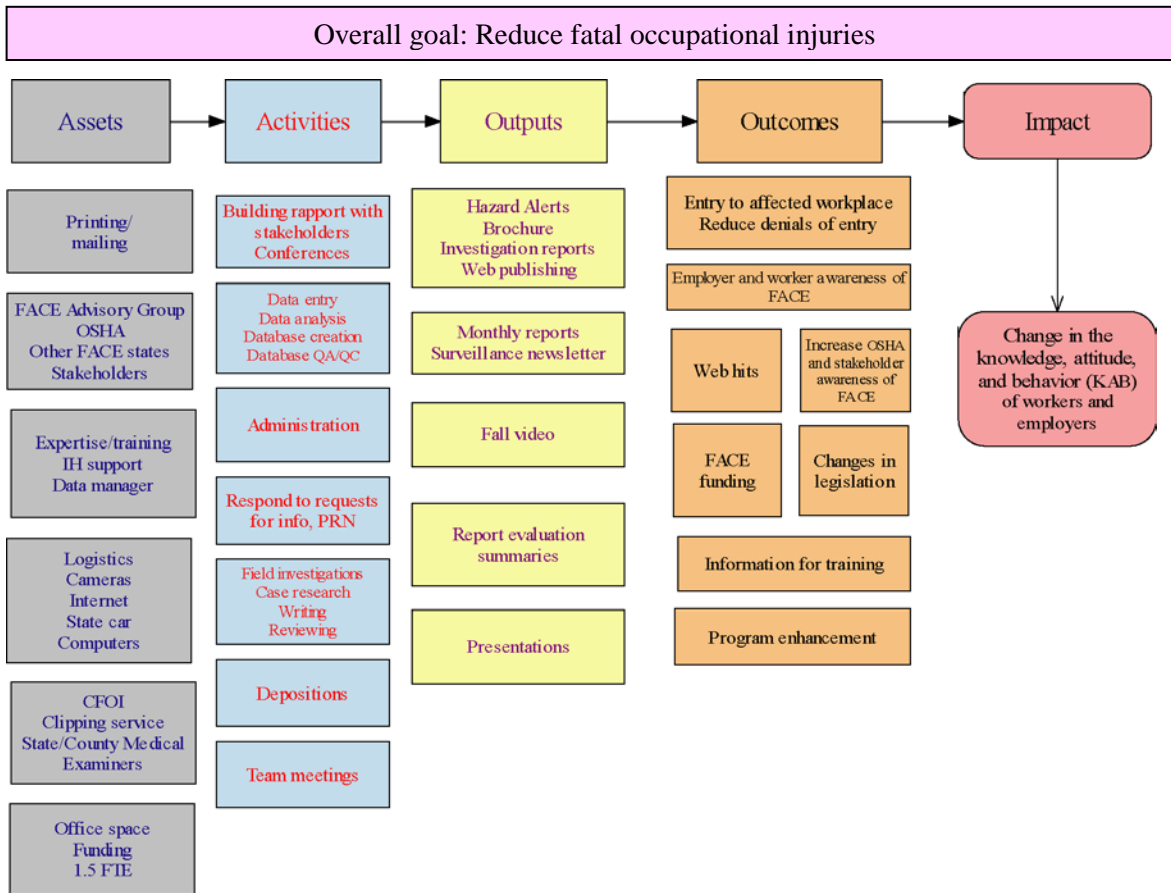 Overall goal: Reduce fatal occupational injuries
Assets
Activities
Outputs
Outcomes
Impact
Printing/
mailing
FACE Advisory Group
OSHA
Other FACE states
Stakeholders
Expertise/training
IH support
Data manager
Logistics
Cameras
Internet
State car
Computers
CFOI
Clipping service
State/County Medical
Examiners
Office space
Funding
1.5 FTE
Building rapport with
stakeholders
Conferences
Data entry
Data analysis
Database creation
Database QA/QC
Administration
Respond to requests
for info, PRN
Field investigations
Case research
Writing
Reviewing
Depositions
Team meetings
Hazard Alerts
Brochure
Investigation reports
Web publishing
Monthly reports
Surveillance newsletter
Fall video
Report evaluation
summaries
Presentations
Entry to affected workplace
Reduce denials of entry
Employer and worker awareness of
FACE
Web hits
Increase OSHA
and stakeholder
awareness of
FACE
FACE
funding
Changes in
legislation
Information for training
Program enhancement
Change in the
knowledge, attitude,
and behavior (KAB)
of workers and
employers